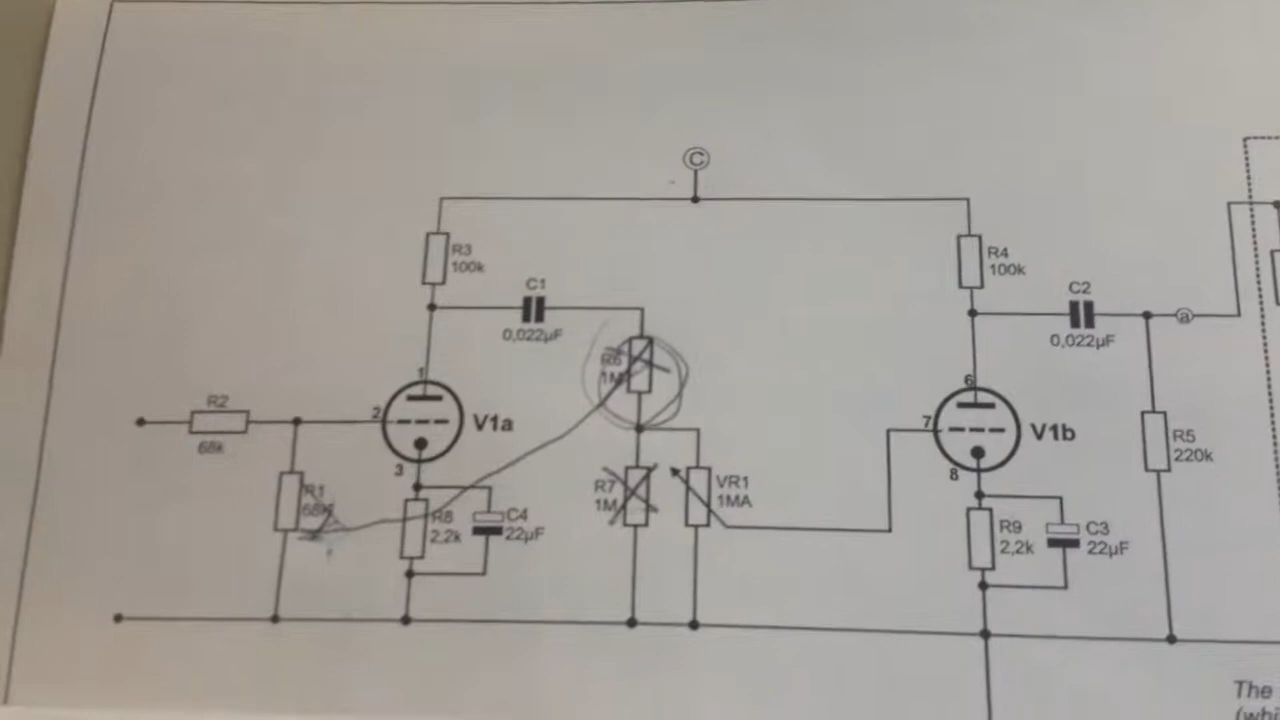 C
R3
100k
C1
0,022µF
R4
100k
C2
0,022µF
a
R6
1M
1
2
3
V1a
R2
68k
R1
68k
R8
2,2k
C4
22µF
R7
1M
VR1
1MA
6
7
8
V1b
R5
220k
R9
2,2k
C3
22µF
The
(whi